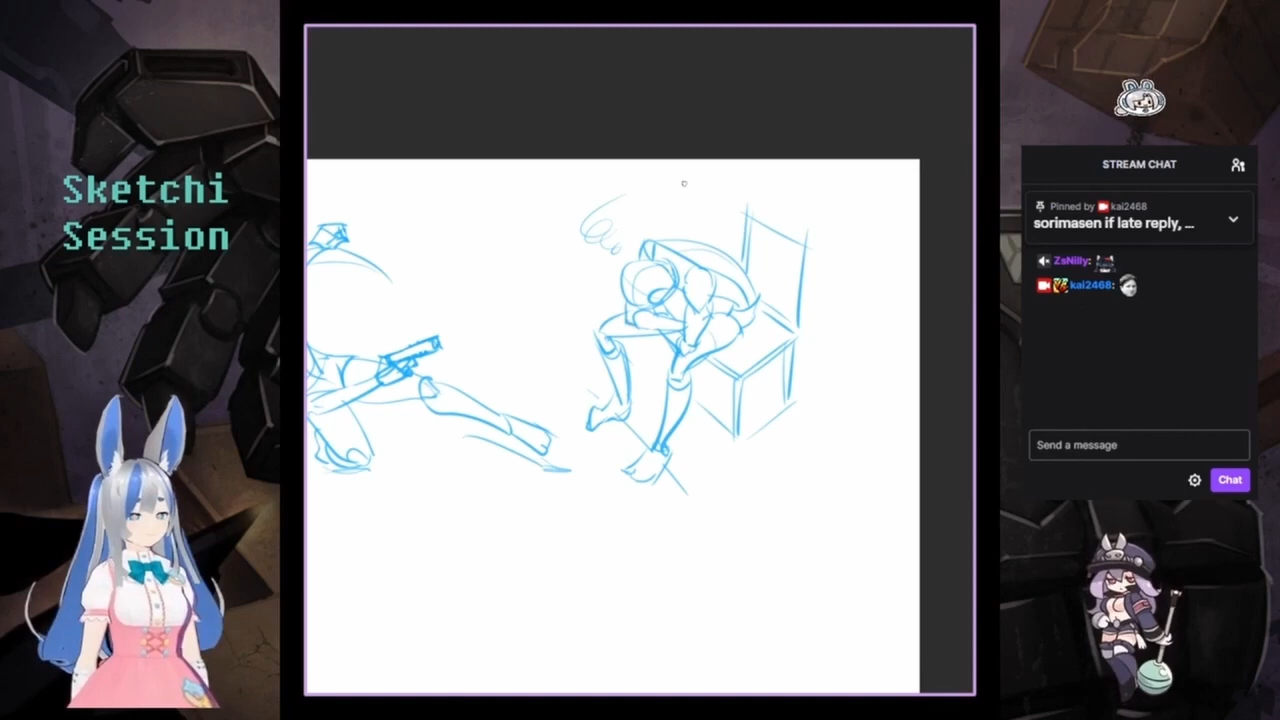 Sketchi
Session
STREAM CHAT
Pinned by kai2468
sorimasen if late reply, ...
ZsNilly:
kai2468:
Send a message
Chat